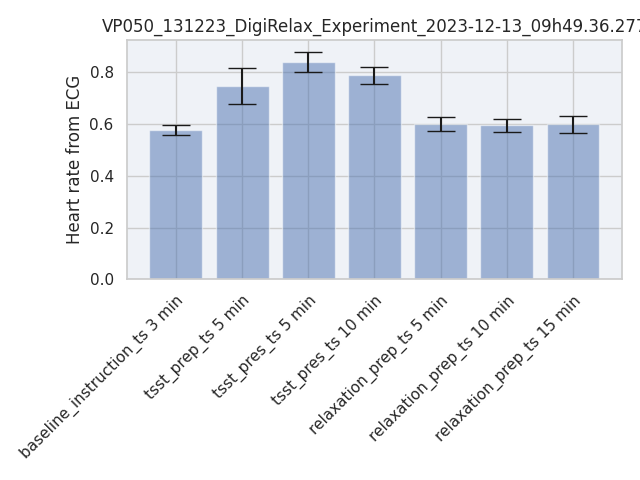 VP050_131223_DigiRelax_Experiment_2023-12-13_09h49.36.277
Heart rate from ECG
0.8
0.6
0.4
0.2
0.0
baseline_instruction_ts 3 min
tsst_prep_ts 5 min
tsst_pres_ts 5 min
tsst_pres_ts 10 min
relaxation_prep_ts 5 min
relaxation_prep_ts 10 min
relaxation_prep_ts 15 min